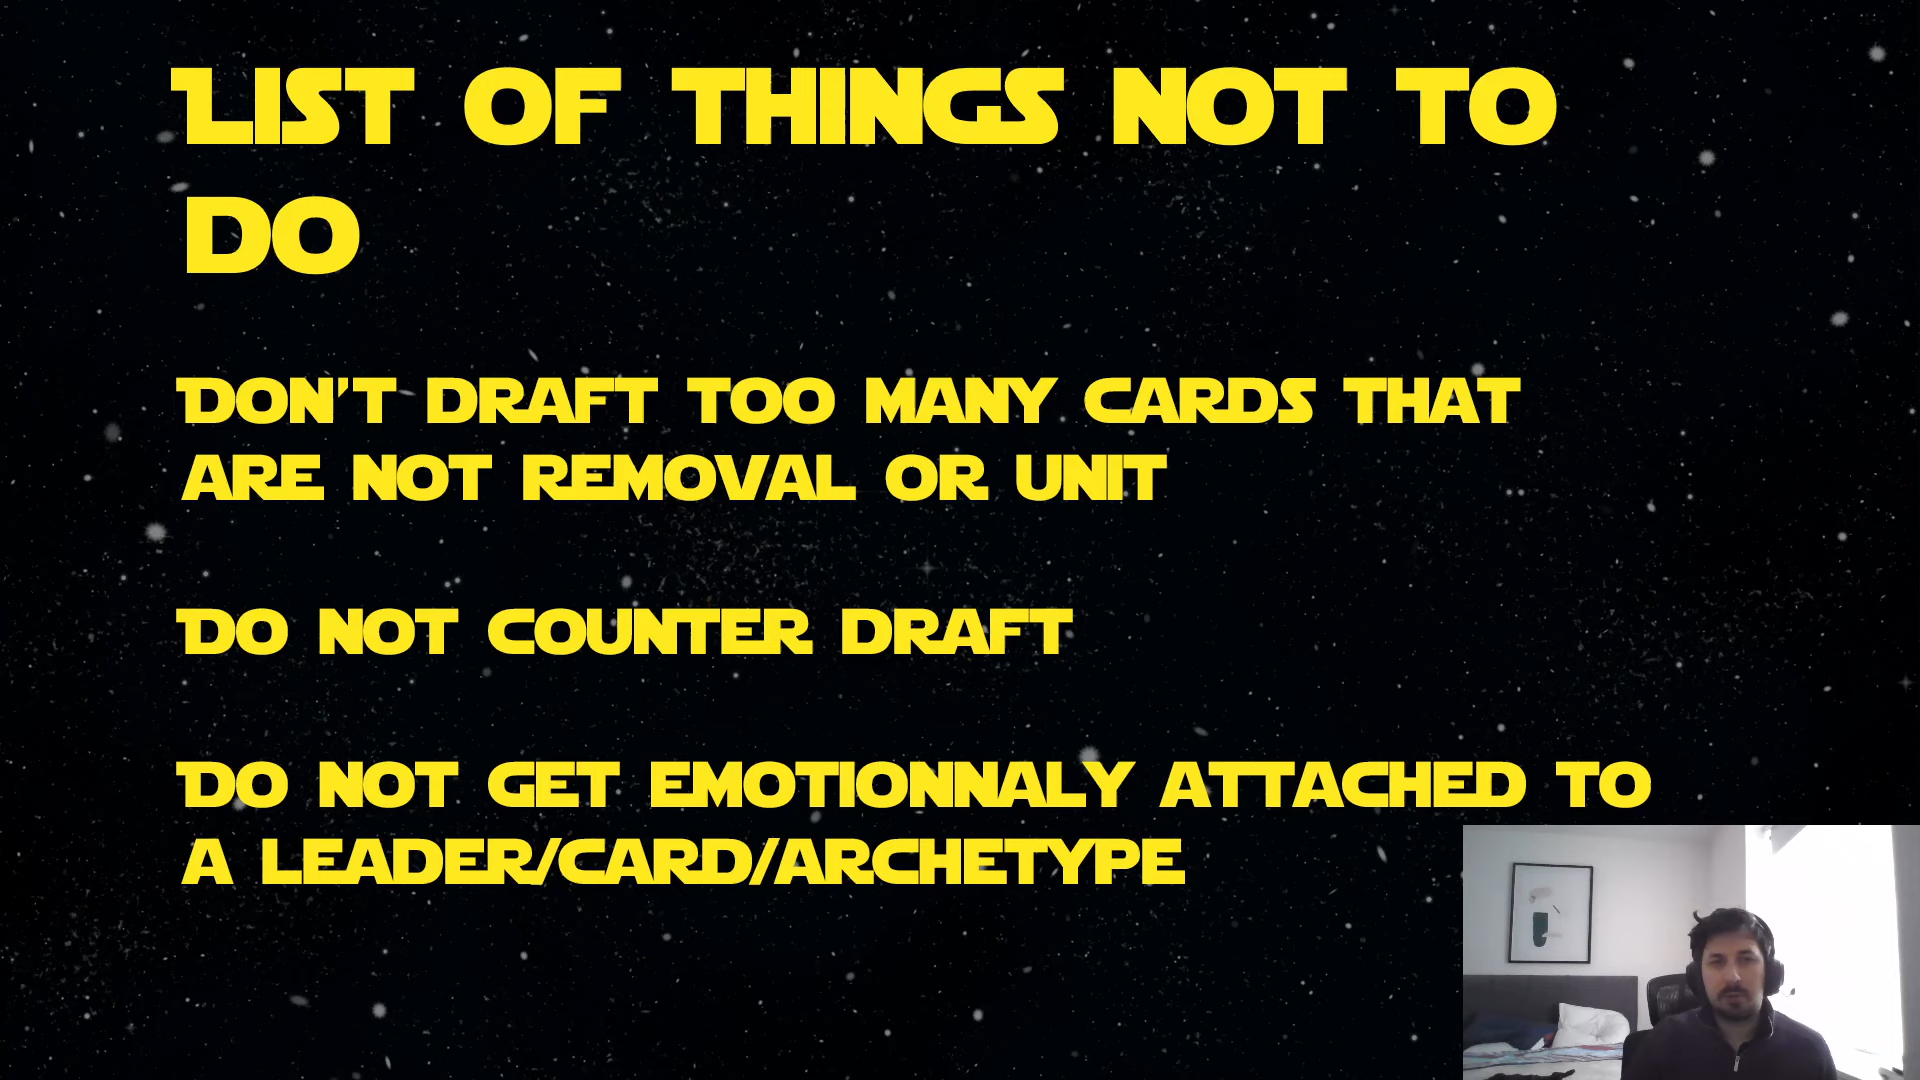 List of things not to
do
Don't draft too many cards that
are not removal or unit
Do not counter draft
Do not get emotionnaly attached to
a leader/card/archetype